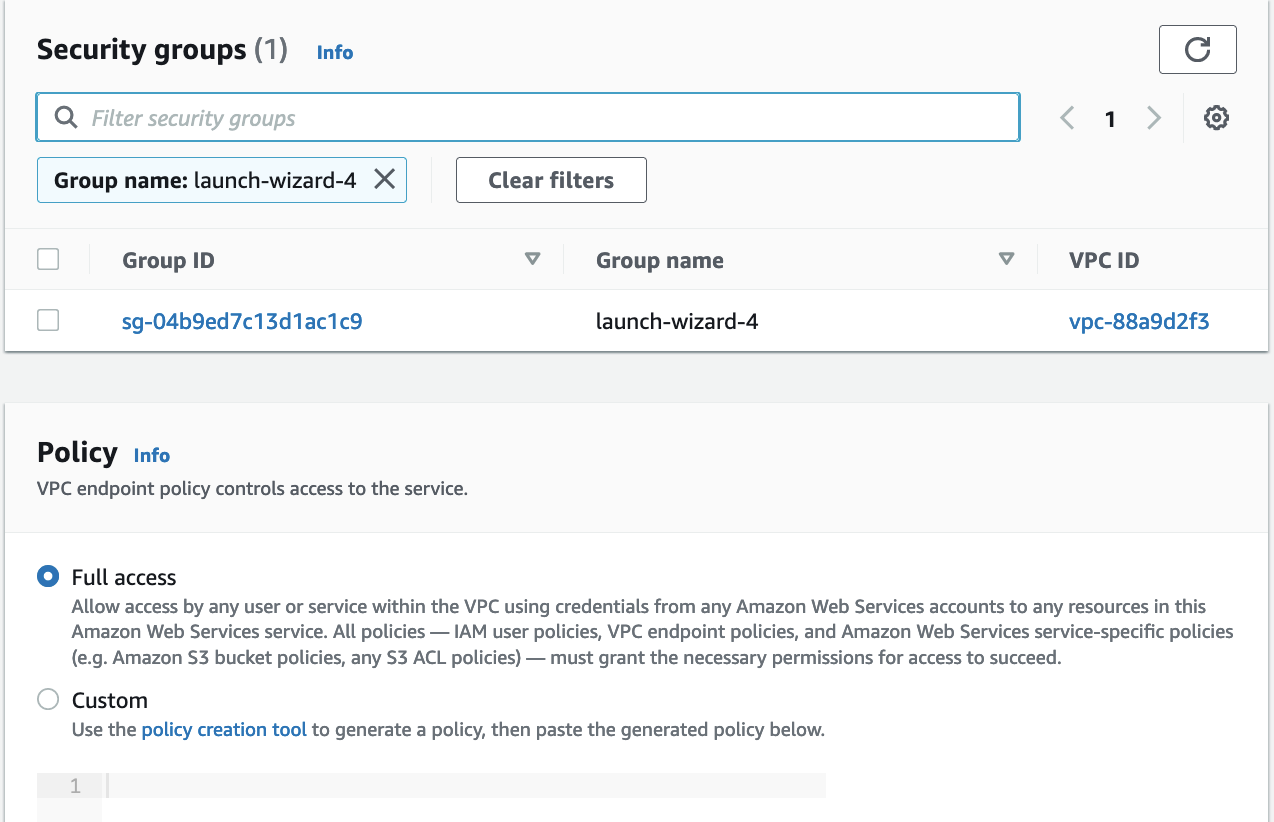 Security groups (1) Info
Filter security groups
1
Group name: launch-wizard-4
Clear filters
Group ID Group name VPC ID
sg-04b9ed7c13d1ac1c9 launch-wizard-4 vpc-88a9d2f3
Policy Info
VPC endpoint policy controls access to the service.
Full access
Allow access by any user or service within the VPC using credentials from any Amazon Web Services accounts to any resources in this
Amazon Web Services service. All policies — IAM user policies, VPC endpoint policies, and Amazon Web Services service-specific policies
(e.g. Amazon S3 bucket policies, any S3 ACL policies) — must grant the necessary permissions for access to succeed.
Custom
Use the policy creation tool to generate a policy, then paste the generated policy below.
1